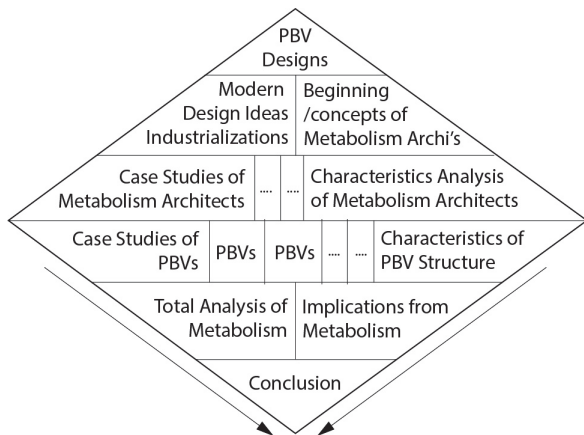 PBV
Designs
Modern
Design Ideas
Industrializations
Beginning
/concepts of
Metabolism Archi's
Case Studies of
Metabolism Architects
....
....
Characteristics Analysis
of Metabolism Architects
Case Studies of
PBVs
PBVs
PBVs
....
....
Characteristics of
PBV Structure
Total Analysis of
Metabolism
Implications from
Metabolism
Conclusion